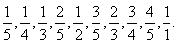 1/5, 1/4, 1/3, 2/5, 1/2, 3/5, 2/3, 3/4, 4/5, 1/1.